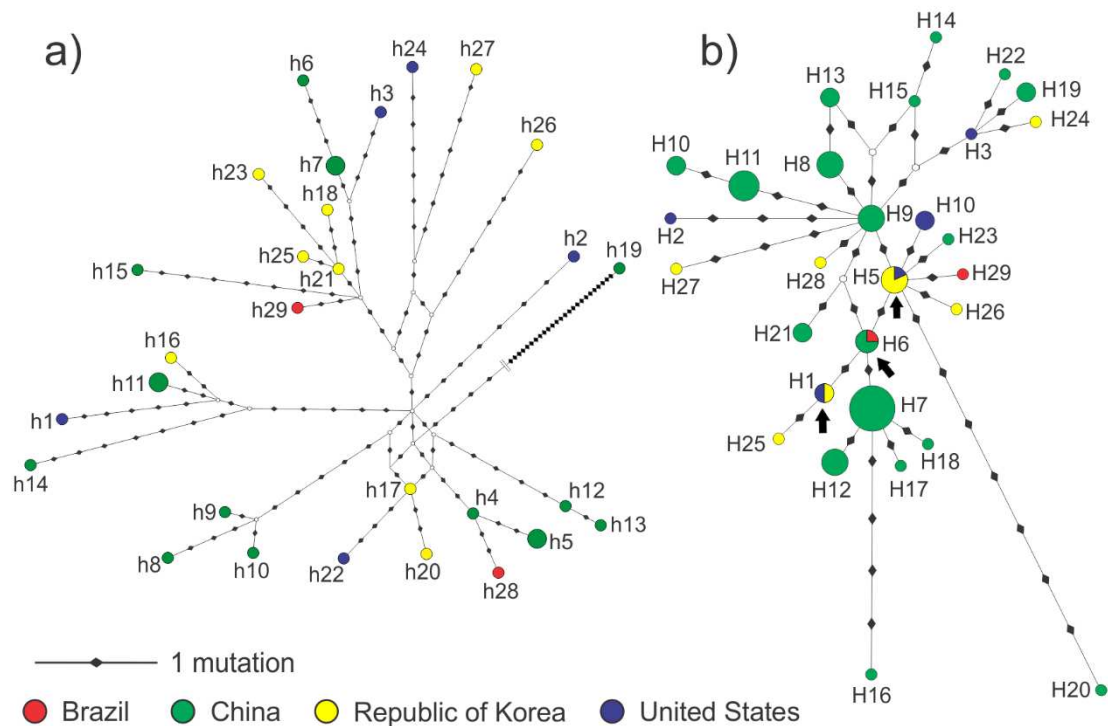 a)
h6
h24
h27
h3
h26
h7
h23
h18
h25
h21
h2
h19
h15
h29
h16
h11
h1
h14
h17
h4
h12
h9
h5
h13
h8
h10
h22
h20
h28
b)
H14
H22
H13
H15
H19
H24
H3
H10
H11
H8
H9
H10
H2
H23
H28
H5
H29
H27
H26
H21
H6
H1
H7
H25
H18
H12
H17
H16
H20
1 mutation
Brazil
China
Republic of Korea
United States